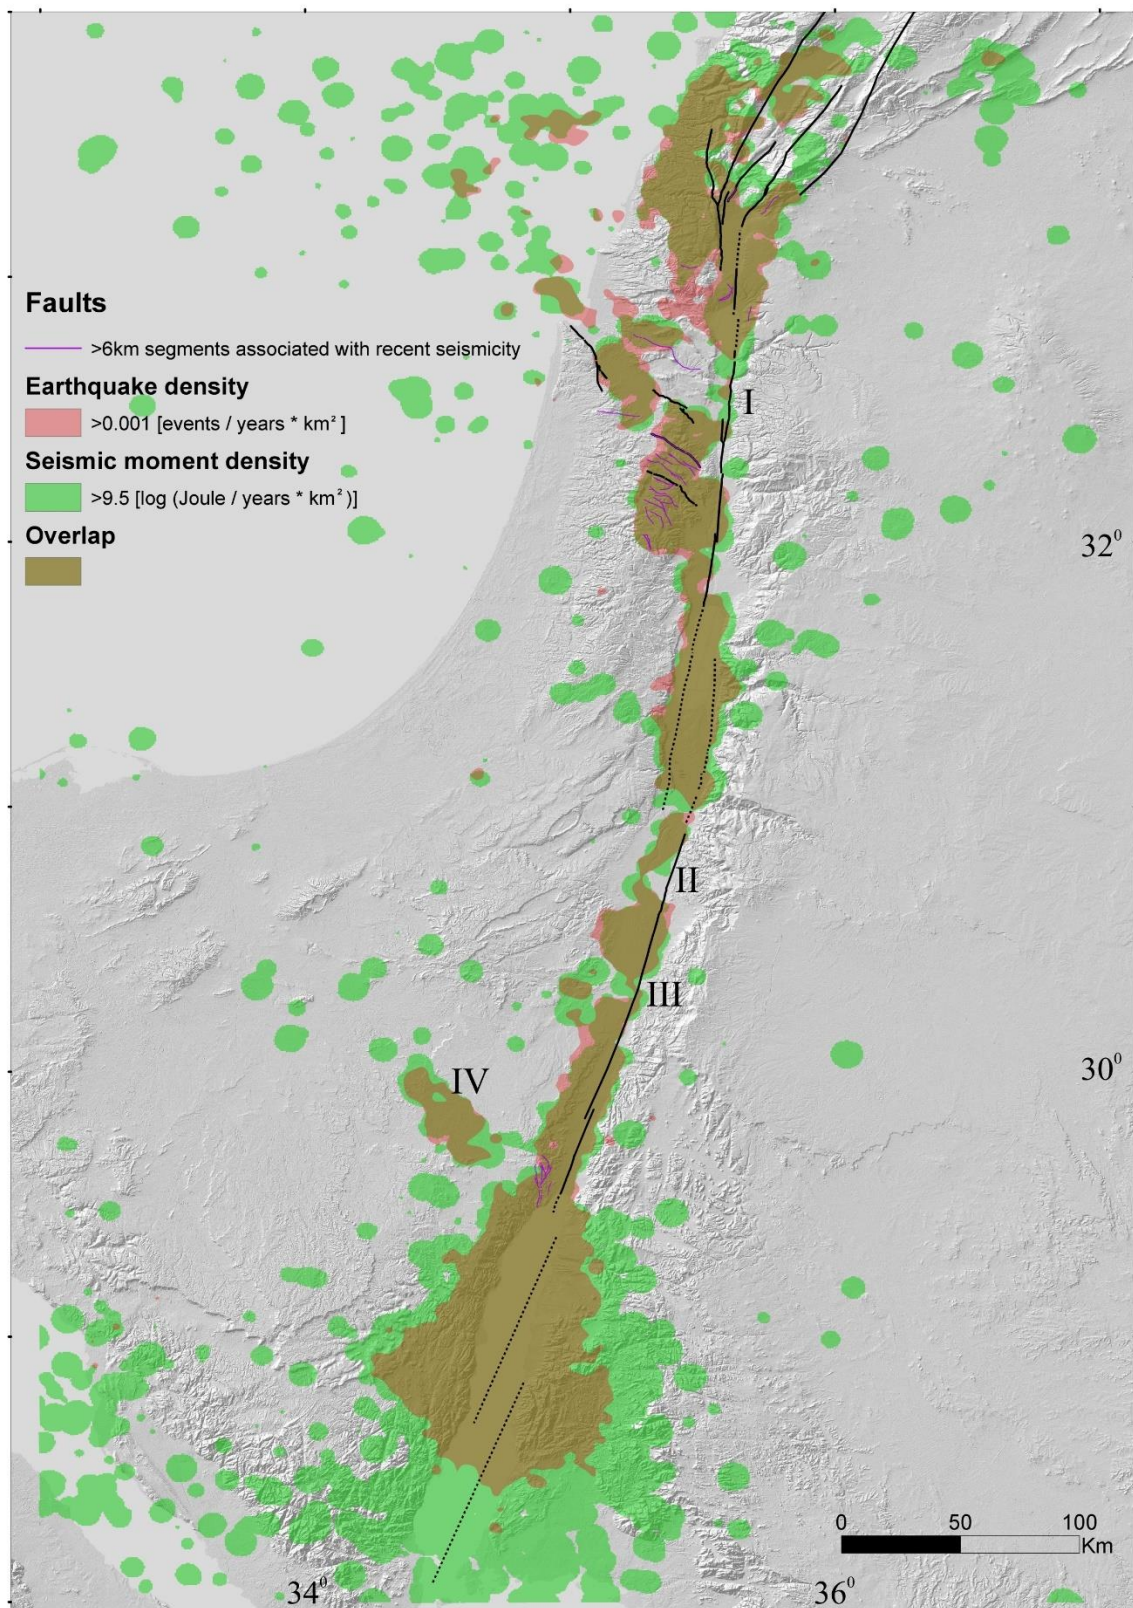 Faults
>6km segments associated with recent seismicity
Earthquake density
>0.001 [events / years * km²]
Seismic moment density
>9.5 [log (Joule / years * km²)]
Overlap
I
32⁰
II
III
IV
30⁰
0 50 100
Km
34⁰ 36⁰